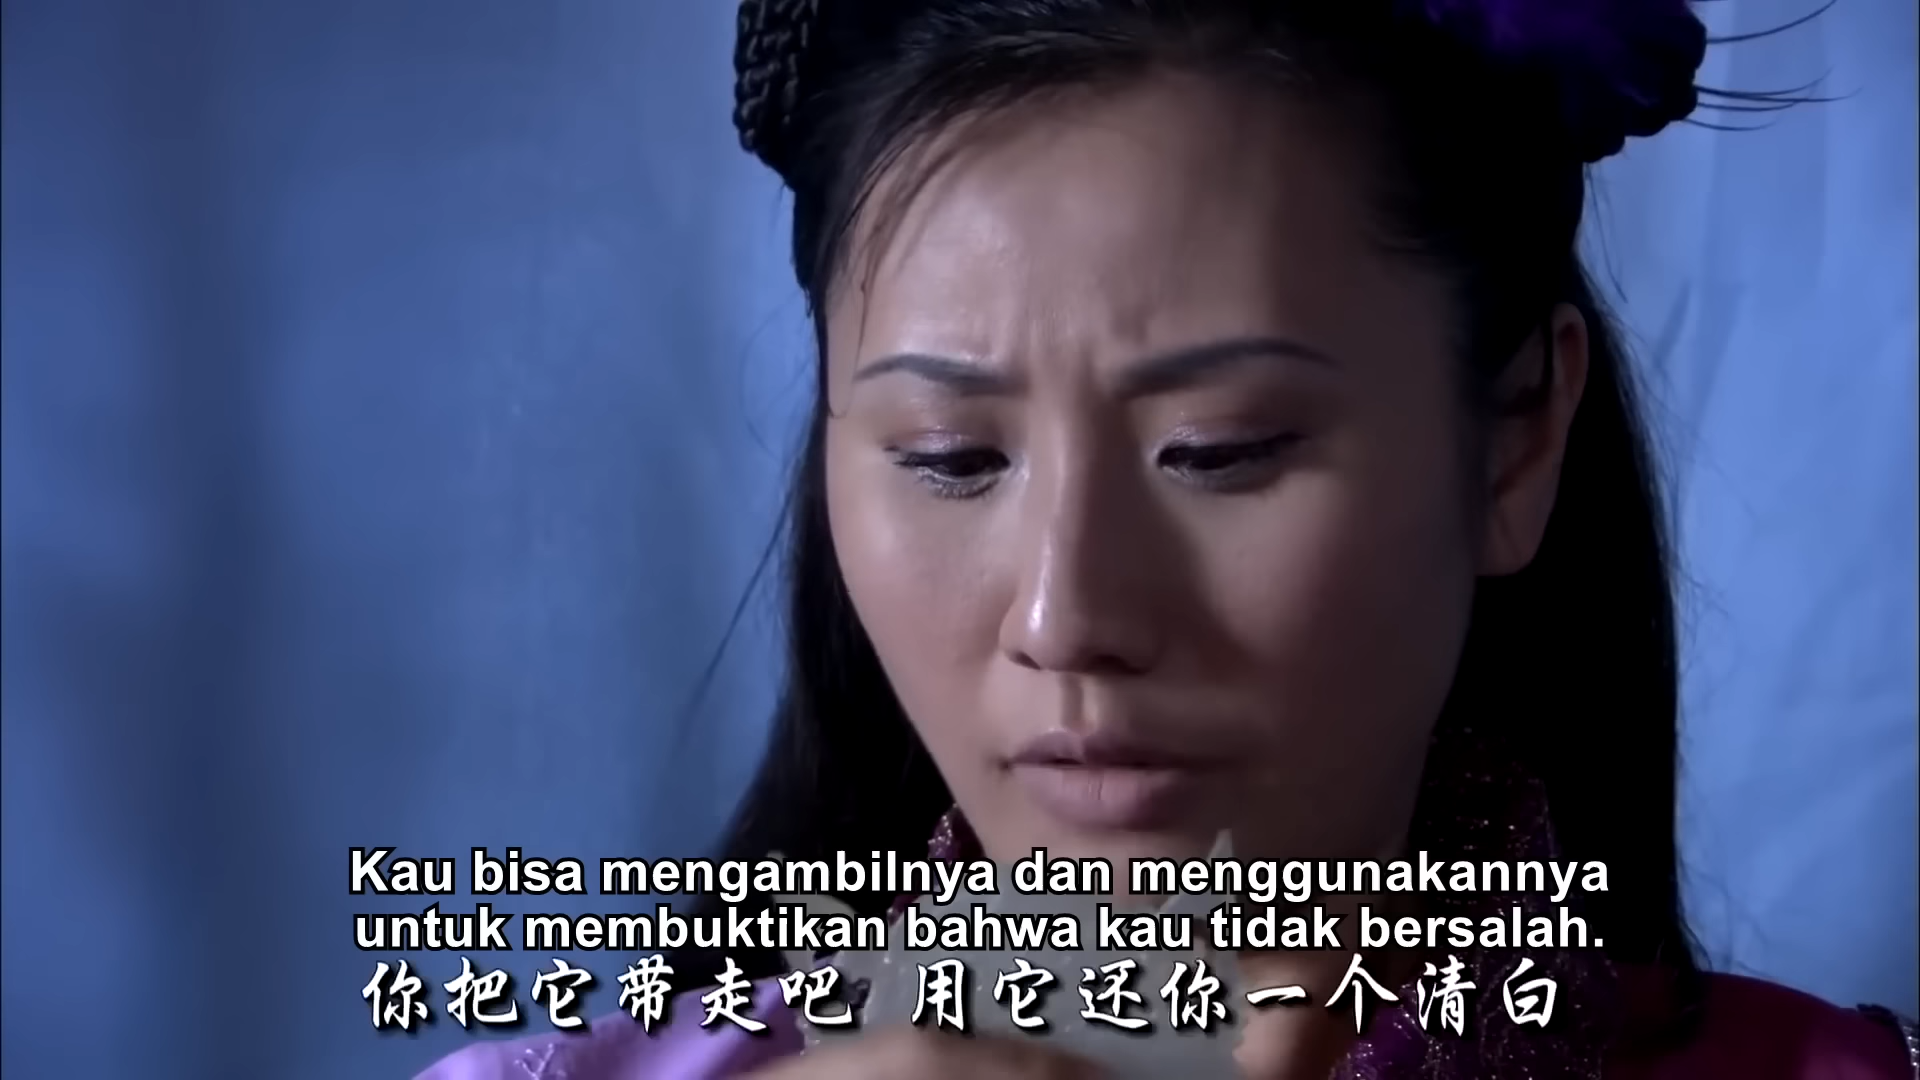 Kau bisa mengambilnya dan menggunakannya
untuk membuktikan bahwa kau tidak bersalah.
你把它带走吧 用它还你一个清白